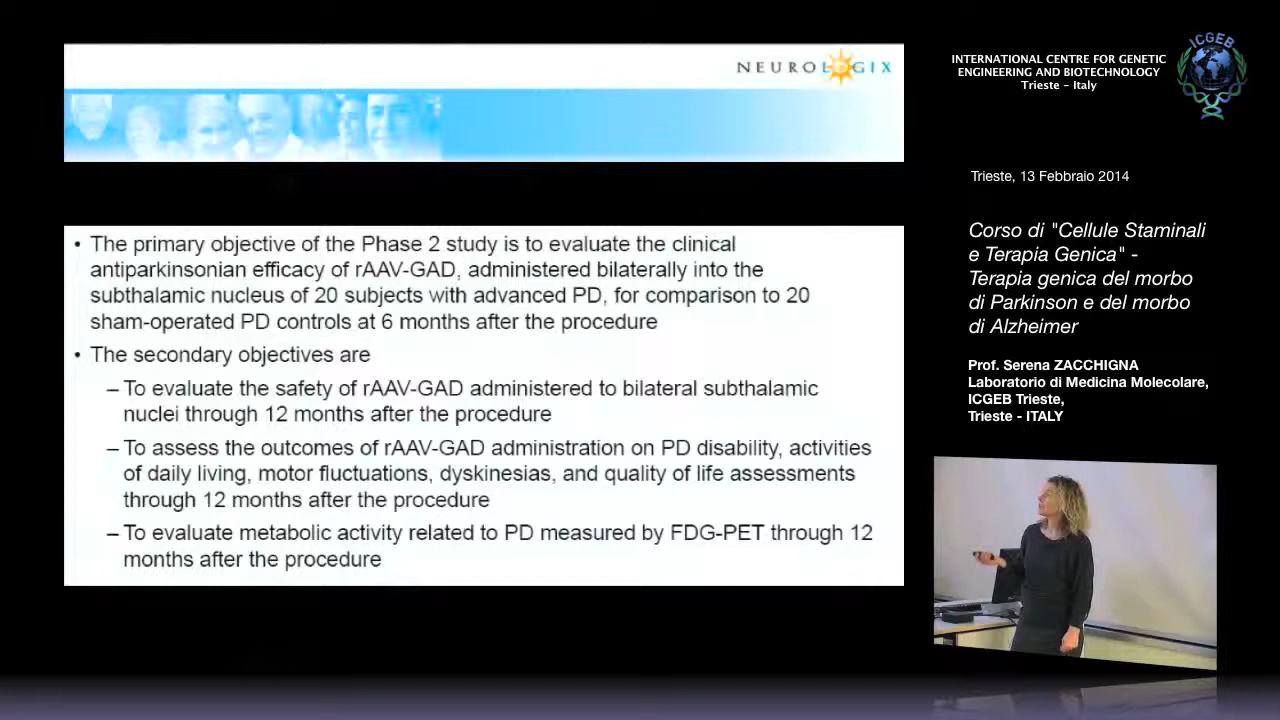 NEUROLOGIX
• The primary objective of the Phase 2 study is to evaluate the clinical
antiparkinsonian efficacy of rAAV-GAD, administered bilaterally into the
subthalamic nucleus of 20 subjects with advanced PD, for comparison to 20
sham-operated PD controls at 6 months after the procedure
• The secondary objectives are
– To evaluate the safety of rAAV-GAD administered to bilateral subthalamic
nuclei through 12 months after the procedure
– To assess the outcomes of rAAV-GAD administration on PD disability, activities
of daily living, motor fluctuations, dyskinesias, and quality of life assessments
through 12 months after the procedure
– To evaluate metabolic activity related to PD measured by FDG-PET through 12
months after the procedure
INTERNATIONAL CENTRE FOR GENETIC
ENGINEERING AND BIOTECHNOLOGY
Trieste - Italy
ICGEB
Trieste, 13 Febbraio 2014
Corso di "Cellule Staminali
e Terapia Genica" -
Terapia genica del morbo
di Parkinson e del morbo
di Alzheimer
Prof. Serena ZACCHIGNA
Laboratorio di Medicina Molecolare,
ICGEB Trieste,
Trieste - ITALY